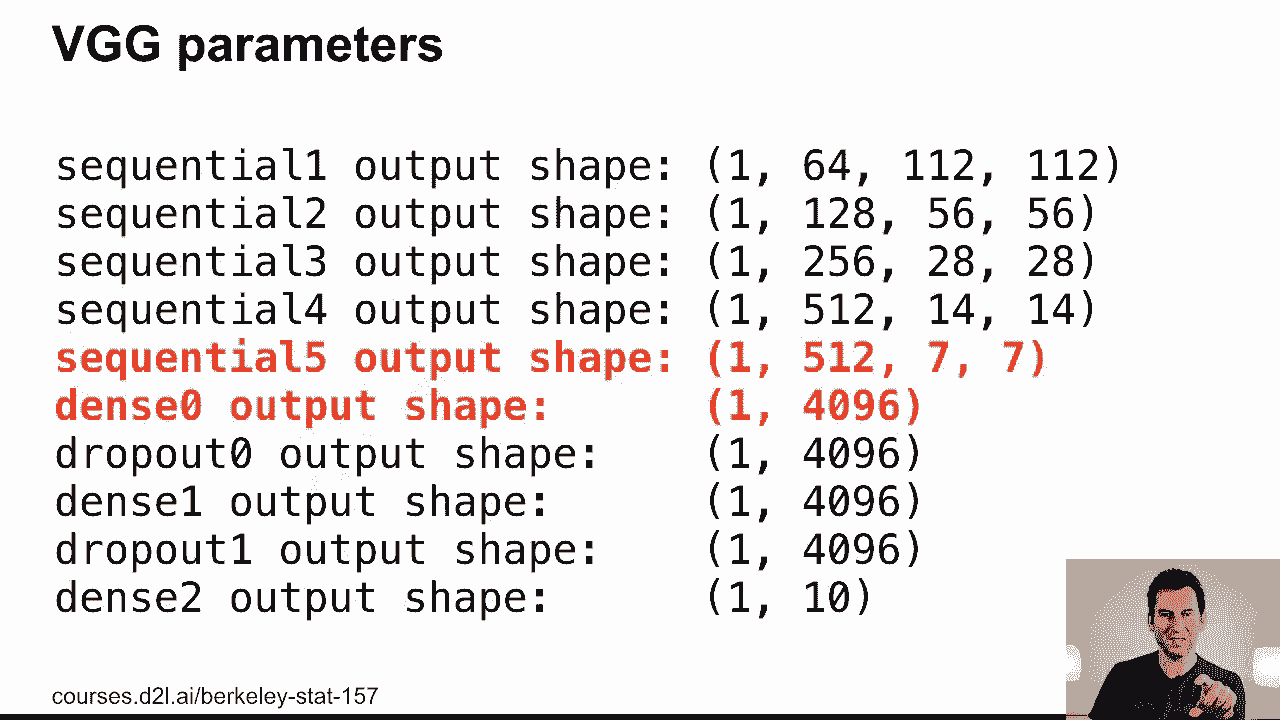 VGG parameters
sequential1 output shape: (1, 64, 112, 112)
sequential2 output shape: (1, 128, 56, 56)
sequential3 output shape: (1, 256, 28, 28)
sequential4 output shape: (1, 512, 14, 14)
sequential5 output shape: (1, 512, 7, 7)
dense0 output shape: (1, 4096)
dropout0 output shape: (1, 4096)
dense1 output shape: (1, 4096)
dropout1 output shape: (1, 4096)
dense2 output shape: (1, 10)
courses.d2l.ai/berkeley-stat-157